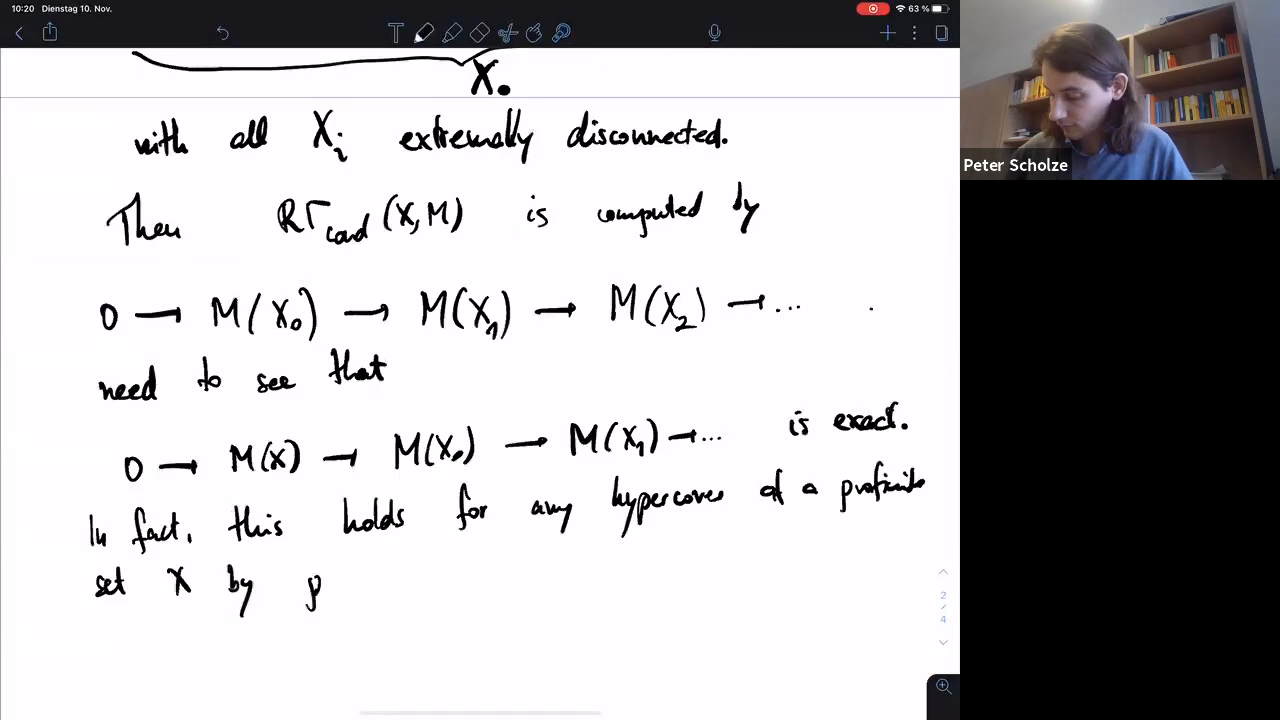 10:20 Dienstag 10. Nov.
63 %
X.
with all X_i extremally disconnected.
Then RΓ_cond (X, M) is computed by
0 → M(X_0) → M(X_1) → M(X_2) → ...
need to see that
0 → M(X) → M(X_0) → M(X_1) → ... is exact.
In fact, this holds for any hypercover of a profinite
set X by p
2
/
4
Peter Scholze